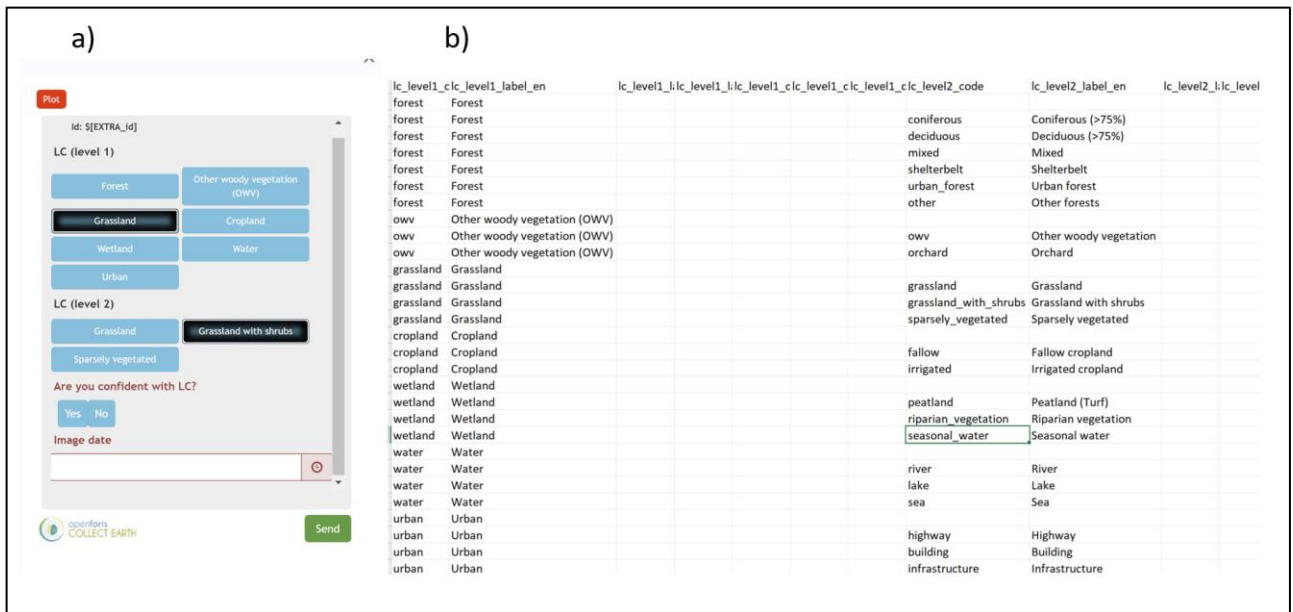 a)
b)
Plot
Id: $[EXTRA_id]
LC (level 1)
Forest
Other woody vegetation
(OWV)
Grassland
Cropland
Wetland
Water
Urban
LC (level 2)
Grassland
Grassland with shrubs
Sparsely vegetated
Are you confident with LC?
Yes No
Image date
openforis
COLLECT EARTH
Send
lc_level1_c lc_level1_label_en lc_level1_l lc_level1_l lc_level1_c lc_level1_c lc_level1_c lc_level2_code lc_level2_label_en lc_level2_l lc_level
forest Forest
forest Forest coniferous Coniferous (>75%)
forest Forest deciduous Deciduous (>75%)
forest Forest mixed Mixed
forest Forest shelterbelt Shelterbelt
forest Forest urban_forest Urban forest
forest Forest other Other forests
owv Other woody vegetation (OWV)
owv Other woody vegetation (OWV) owv Other woody vegetation
owv Other woody vegetation (OWV) orchard Orchard
grassland Grassland
grassland Grassland grassland Grassland
grassland Grassland grassland_with_shrubs Grassland with shrubs
grassland Grassland sparsely_vegetated Sparsely vegetated
cropland Cropland
cropland Cropland fallow Fallow cropland
cropland Cropland irrigated Irrigated cropland
wetland Wetland
wetland Wetland peatland Peatland (Turf)
wetland Wetland riparian_vegetation Riparian vegetation
wetland Wetland seasonal_water Seasonal water
water Water
water Water river River
water Water lake Lake
water Water sea Sea
urban Urban
urban Urban highway Highway
urban Urban building Building
urban Urban infrastructure Infrastructure